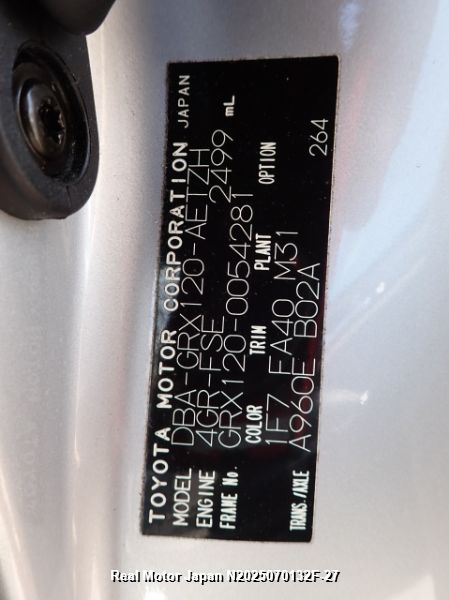 TOYOTA MOTOR CORPORATION JAPAN
MODEL DBA-GRX120-AETZH
ENGINE 4GR-FSE 2499 mL
FRAME No. GRX120-0054281
COLOR TRIM PLANT OPTION
1F7 FA40 M31
TRANS./AXLE A960E B02A 264
Real Motor Japan N2025070132F-27